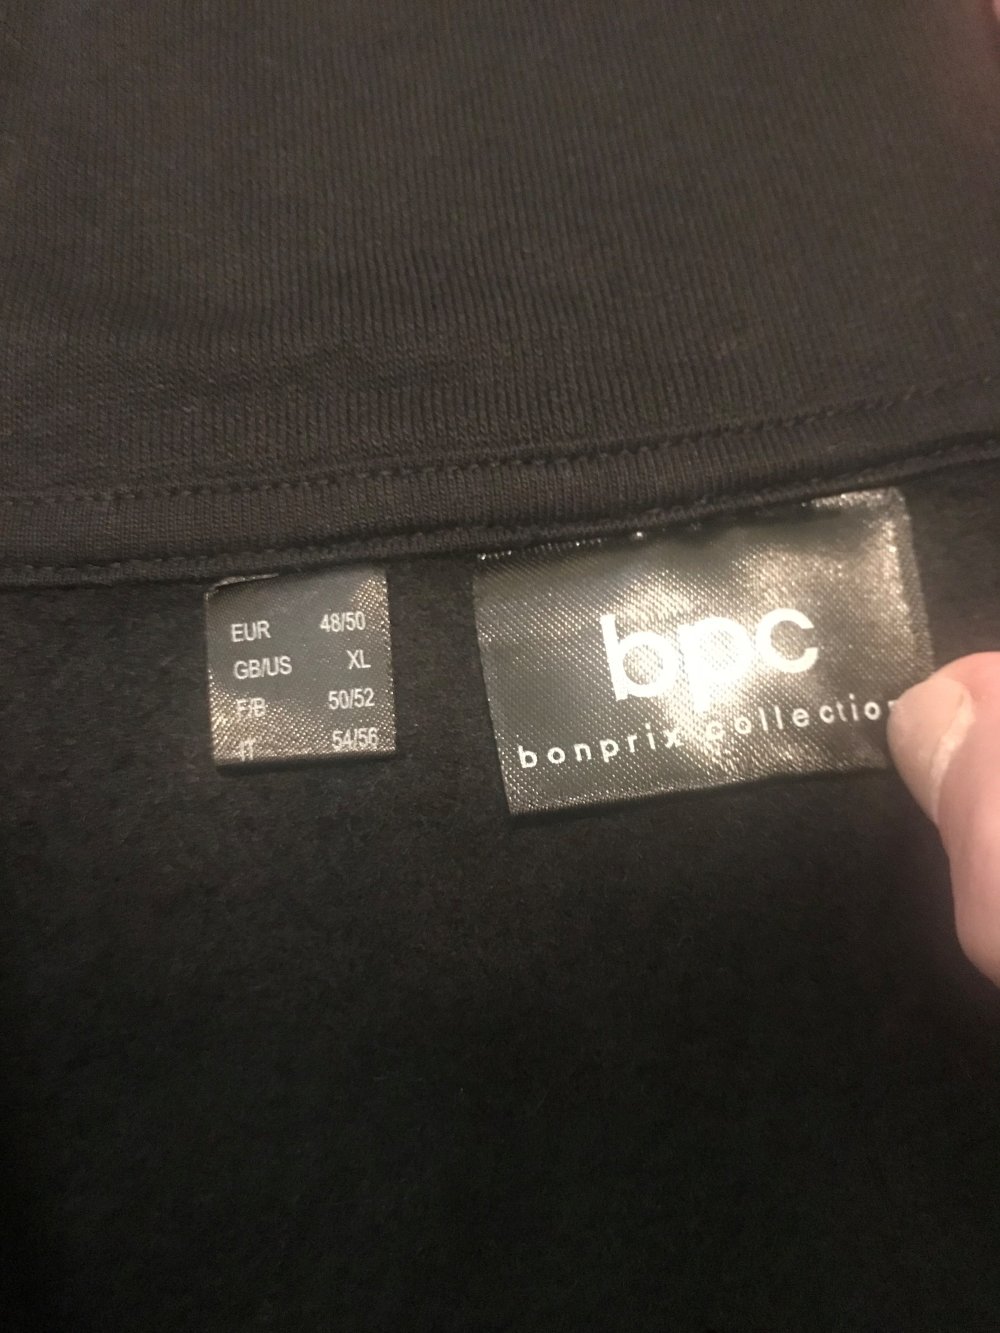 EUR 48/50
GB/US XL
F/B 50/52
IT 54/56
bpc
bonprix collection